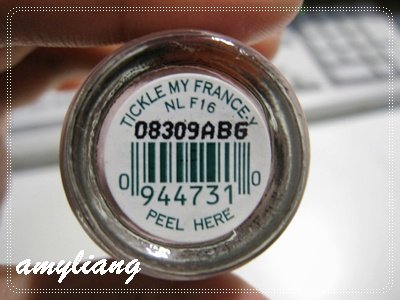 TICKLE MY FRANCE-Y
NL F16
08309ABG
0 944731 0
PEEL HERE
amyliang